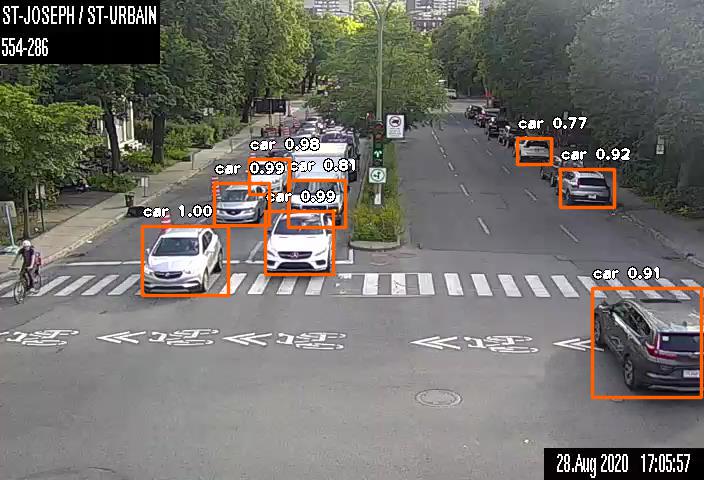 ST-JOSEPH / ST-URBAIN
554-286
car 0.77
car 0.98
car 0.92
car 0.99
car 0.81
car 0.99
car 1.00
car 0.91
28.Aug 2020 17:05:57